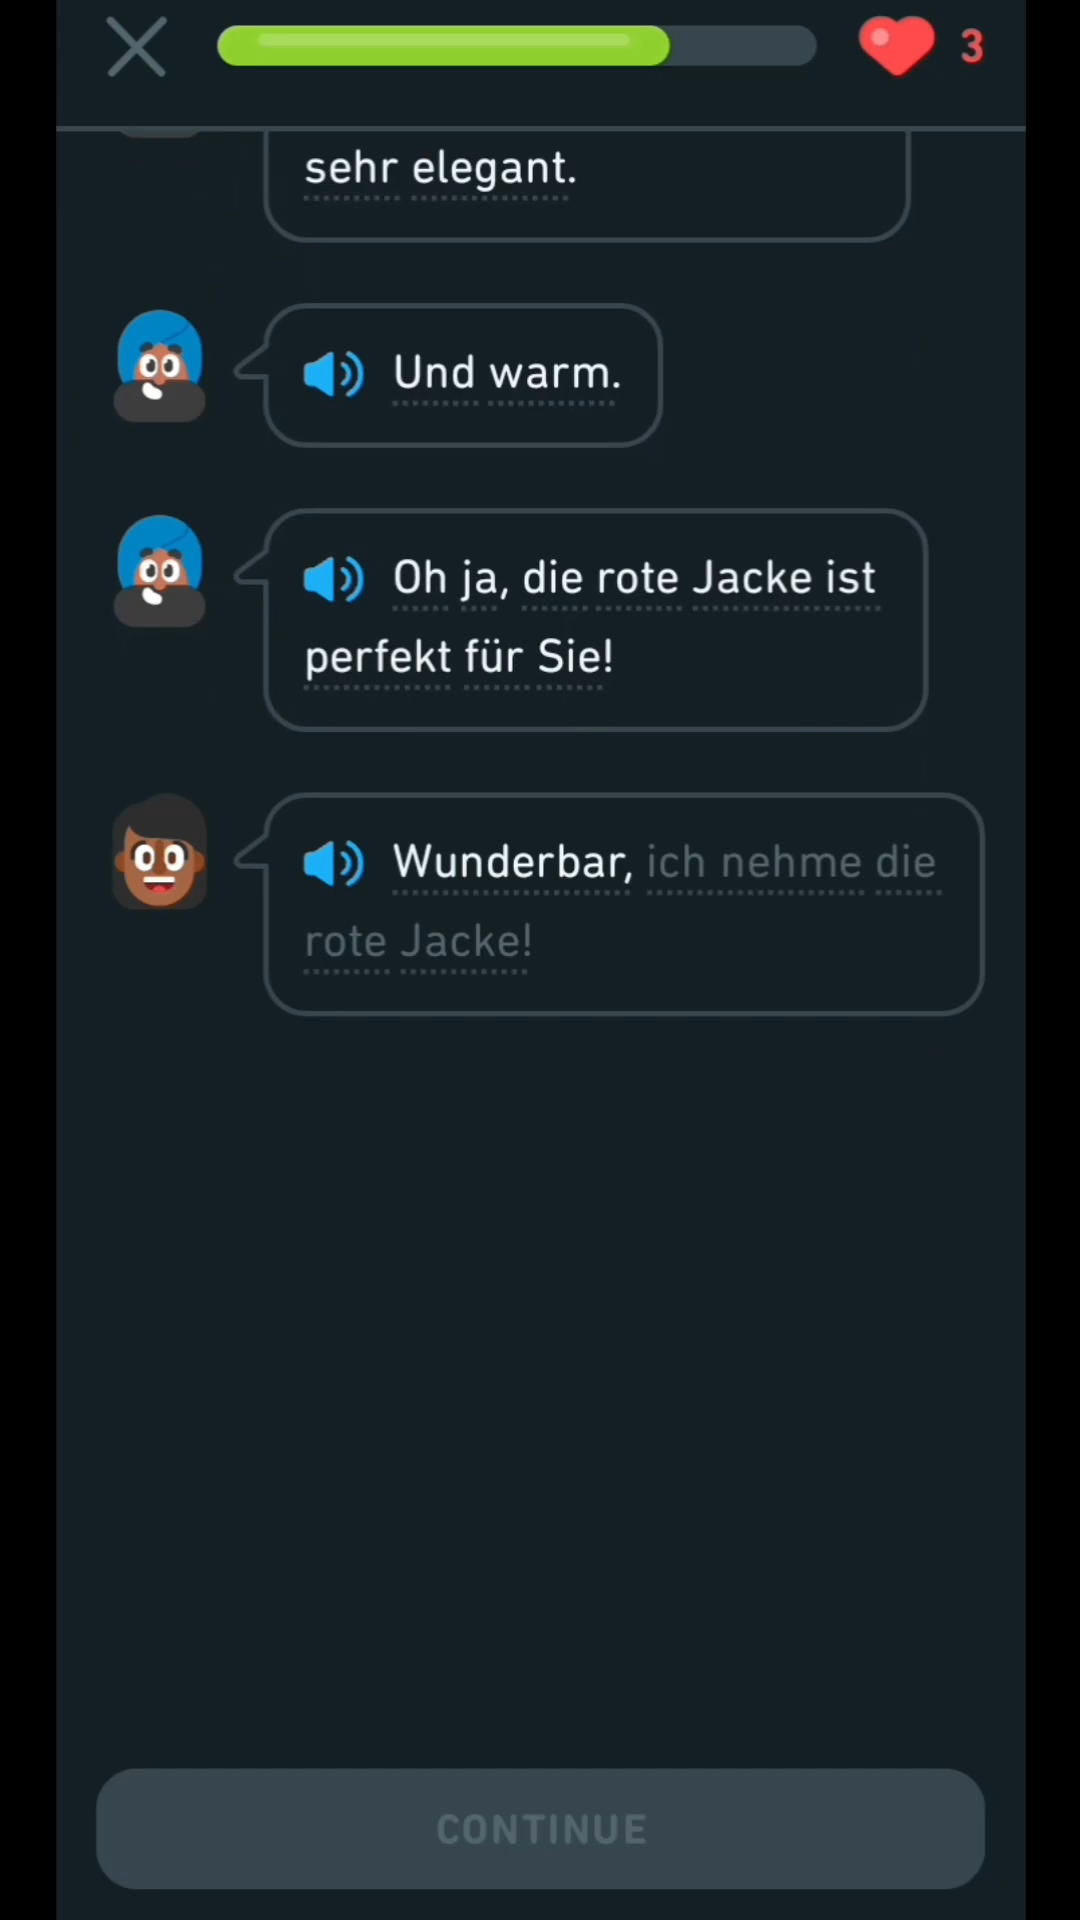 3
sehr elegant.
Und warm.
Oh ja, die rote Jacke ist
perfekt für Sie!
Wunderbar, ich nehme die
rote Jacke!
CONTINUE